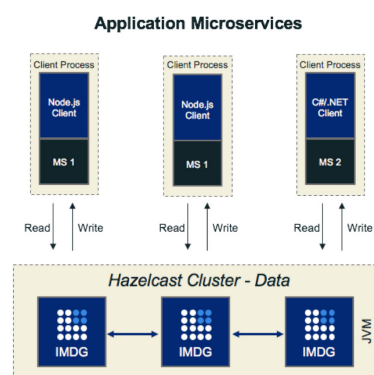 Application Microservices
Client Process
Client Process
Client Process
Node.js
Client
Node.js
Client
C#/.NET
Client
MS 1
MS 1
MS 2
Read
Write
Read
Write
Read
Write
Hazelcast Cluster - Data
IMDG
IMDG
IMDG
JVM